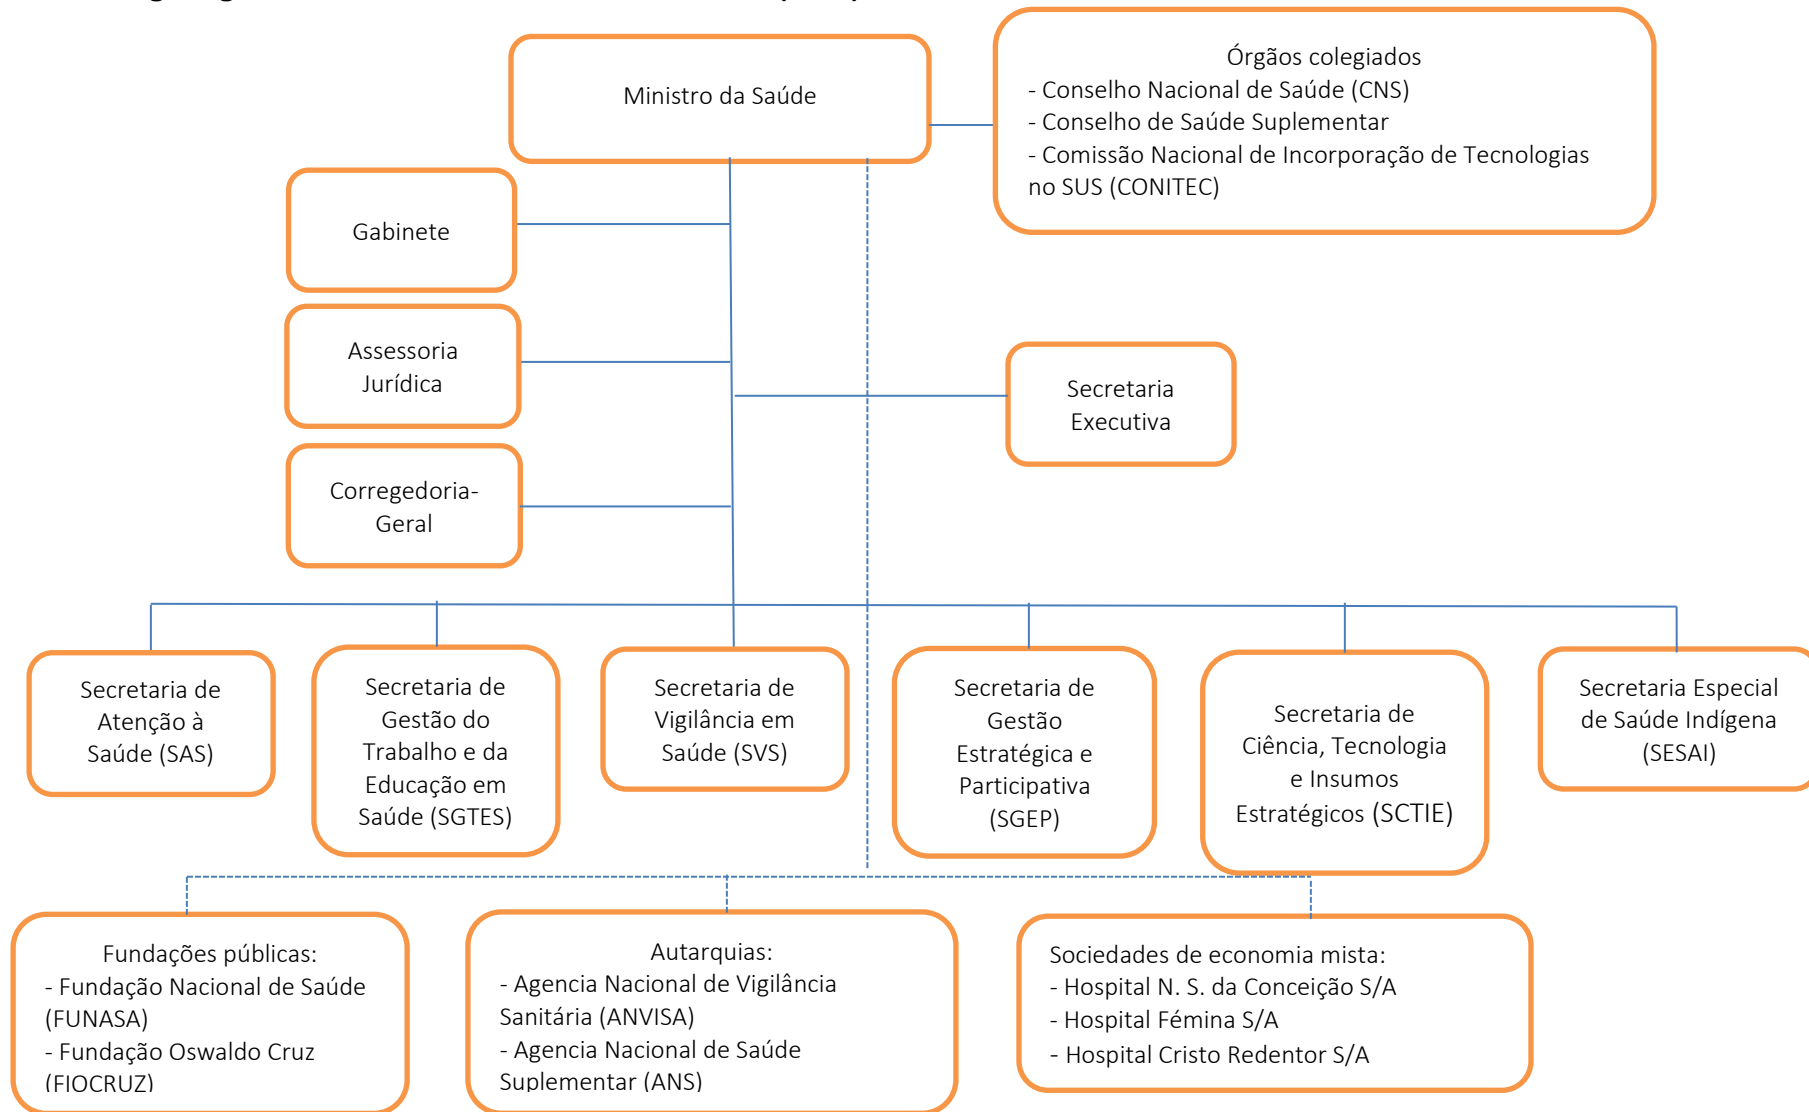 Ministro da Saúde
Órgãos colegiados
- Conselho Nacional de Saúde (CNS)
- Conselho de Saúde Suplementar
- Comissão Nacional de Incorporação de Tecnologias
no SUS (CONITEC)
Gabinete
Assessoria
Jurídica
Secretaria
Executiva
Corregedoria-
Geral
Secretaria de
Atenção à
Saúde (SAS)
Secretaria de
Gestão do
Trabalho e da
Educação em
Saúde (SGTES)
Secretaria de
Vigilância em
Saúde (SVS)
Secretaria de
Gestão
Estratégica e
Participativa
(SGEP)
Secretaria de
Ciência, Tecnologia
e Insumos
Estratégicos (SCTIE)
Secretaria Especial
de Saúde Indígena
(SESAI)
Fundações públicas:
- Fundação Nacional de Saúde
(FUNASA)
- Fundação Oswaldo Cruz
(FIOCRUZ)
Autarquias:
- Agencia Nacional de Vigilância
Sanitária (ANVISA)
- Agencia Nacional de Saúde
Suplementar (ANS)
Sociedades de economia mista:
- Hospital N. S. da Conceição S/A
- Hospital Fémina S/A
- Hospital Cristo Redentor S/A